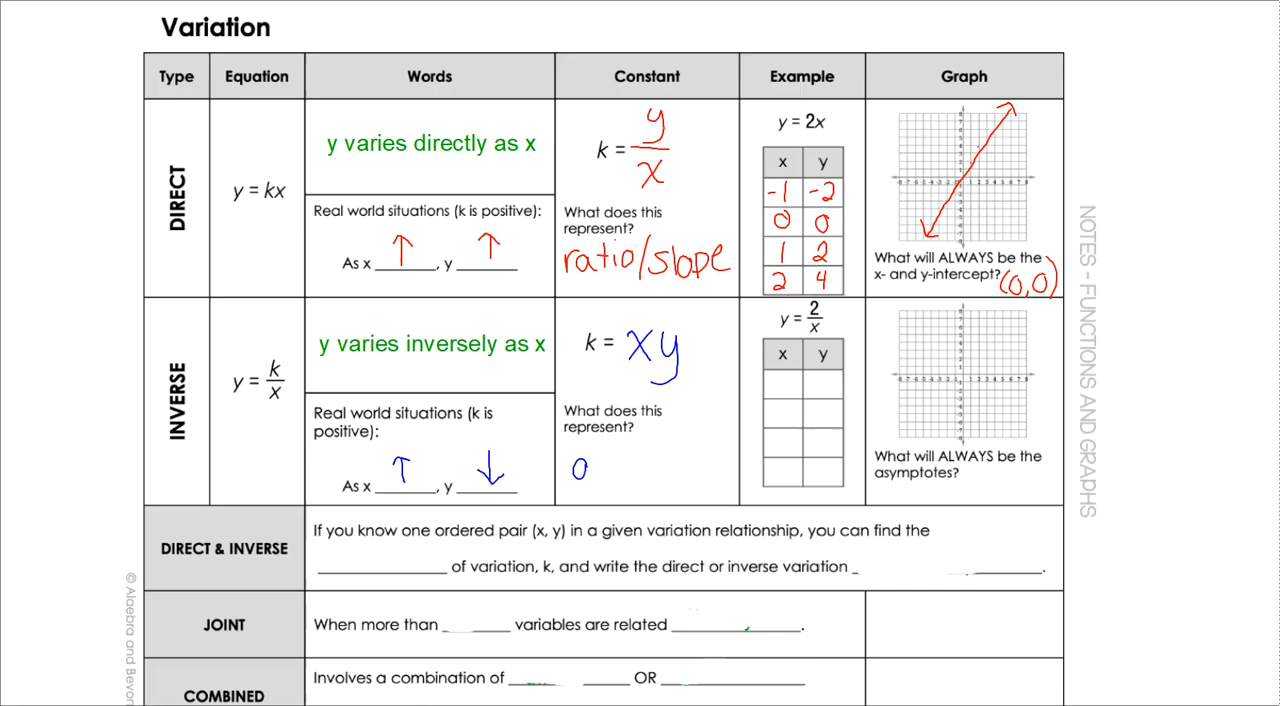 Variation
Type Equation Words Constant Example Graph
DIRECT
y = kx
y varies directly as x
Real world situations (k is positive):
As x ↑, y ↑
k = y/x
What does this
represent?
ratio/slope
y = 2x
x y
-1 -2
0 0
1 2
2 4
What will ALWAYS be the
x- and y-intercept? (0,0)
INVERSE
y = k/x
y varies inversely as x
Real world situations (k is
positive):
As x ↑, y ↓
k = xy
What does this
represent?
0
y = 2/x
x y
What will ALWAYS be the
asymptotes?
DIRECT & INVERSE
If you know one ordered pair (x, y) in a given variation relationship, you can find the
of variation, k, and write the direct or inverse variation .
JOINT
When more than variables are related .
COMBINED
Involves a combination of OR
NOTES - FUNCTIONS AND GRAPHS
© Algebra and Beyon